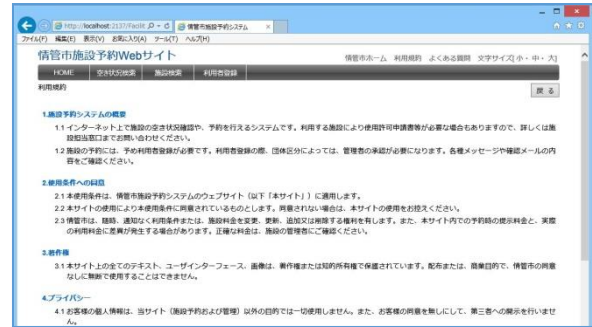 http://localhost:2137/Facilit
情管市施設予約システム
ファイル(F) 編集(E) 表示(V) お気に入り(A) ツール(T) ヘルプ(H)
情管市施設予約Webサイト
情管市ホーム 利用規約 よくある質問 文字サイズ[ 小・中・大]
HOME 空き状況検索 施設検索 利用者登録
利用規約
戻る
1.施設予約システムの概要
1.1 インターネット上で施設の空き状況確認や、予約を行えるシステムです。利用する施設により使用許可申請書等が必要な場合もありますので、詳しくは施
設担当窓口までお問い合わせください。
1.2 施設の予約には、予め利用者登録が必要です。利用者登録の際、団体区分によっては、管理者の承認が必要になります。各種メッセージや確認メールの内
容をご確認ください。
2.使用条件への同意
2.1 本使用条件は、情管市施設予約システムのウェブサイト（以下「本サイト」）に適用します。
2.2 本サイトの使用により本使用条件に同意されているものとします。同意されない場合は、本サイトの使用をお控えください。
2.3 情管市は、随時、通知なく利用条件または、施設料金を変更、更新、追加又は削除する権利を有します。また、本サイト内での予約時の提示料金と、実際
の利用料金に差異が発生する場合があります。正確な料金は、施設の管理者にご確認ください。
3.著作権
3.1 本サイト上の全てのテキスト、ユーザインターフェース、画像は、著作権または知的所有権で保護されています。配布または、商業目的で、情管市の同意
なしに無断で使用することはできません。
4.プライバシー
4.1 お客様の個人情報は、当サイト（施設予約および管理）以外の目的では一切使用しません。また、お客様の同意を無しにして、第三者への開示を行いませ
ん。